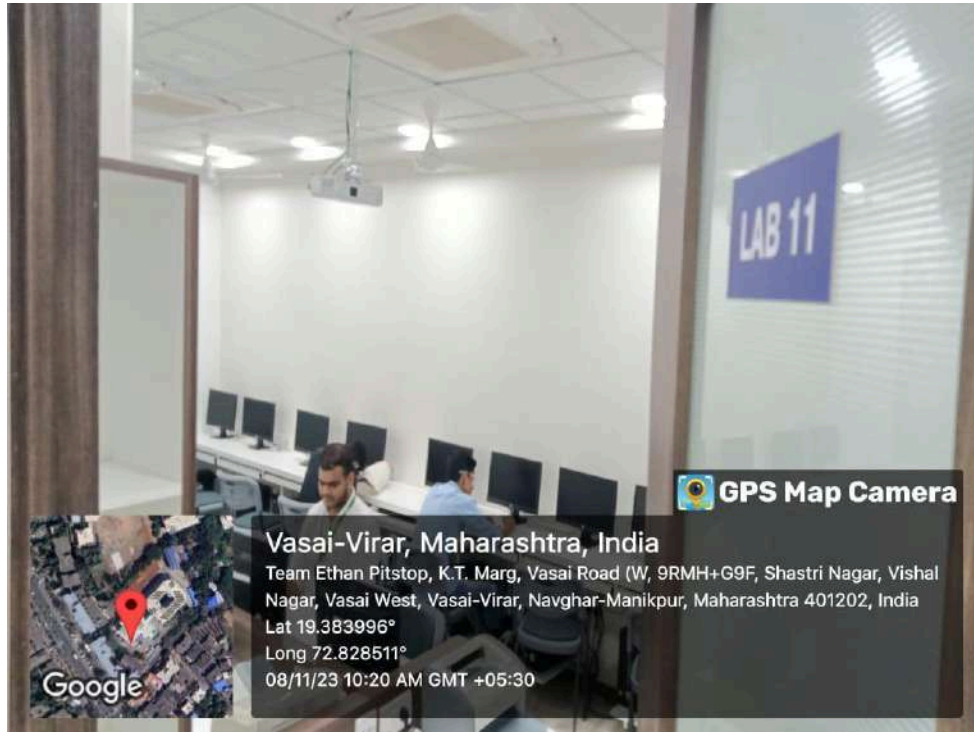 LAB 11
GPS Map Camera
Vasai-Virar, Maharashtra, India
Team Ethan Pitstop, K.T. Marg, Vasai Road (W, 9RMH+G9F, Shastri Nagar, Vishal
Nagar, Vasai West, Vasai-Virar, Navghar-Manikpur, Maharashtra 401202, India
Lat 19.383996°
Long 72.828511°
08/11/23 10:20 AM GMT +05:30
Google